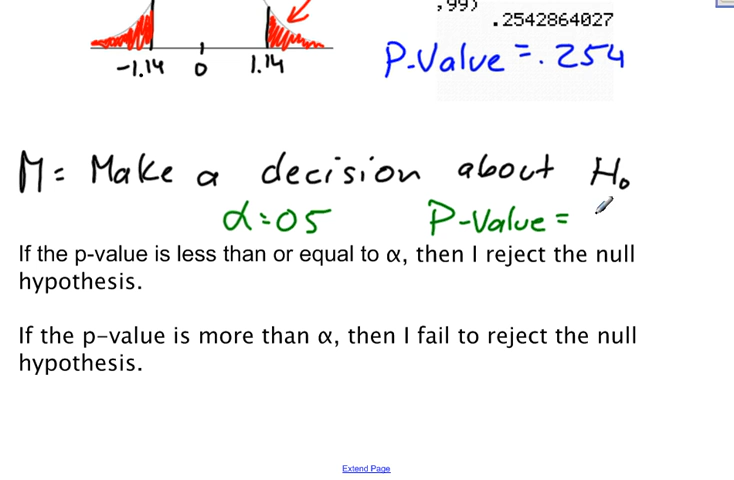 ,99)
.2542864027
-1.14 0 1.14
P-Value = .254
M = Make a decision about H₀
α = 05 P-Value =
If the p-value is less than or equal to α, then I reject the null
hypothesis.
If the p-value is more than α, then I fail to reject the null
hypothesis.
Extend Page